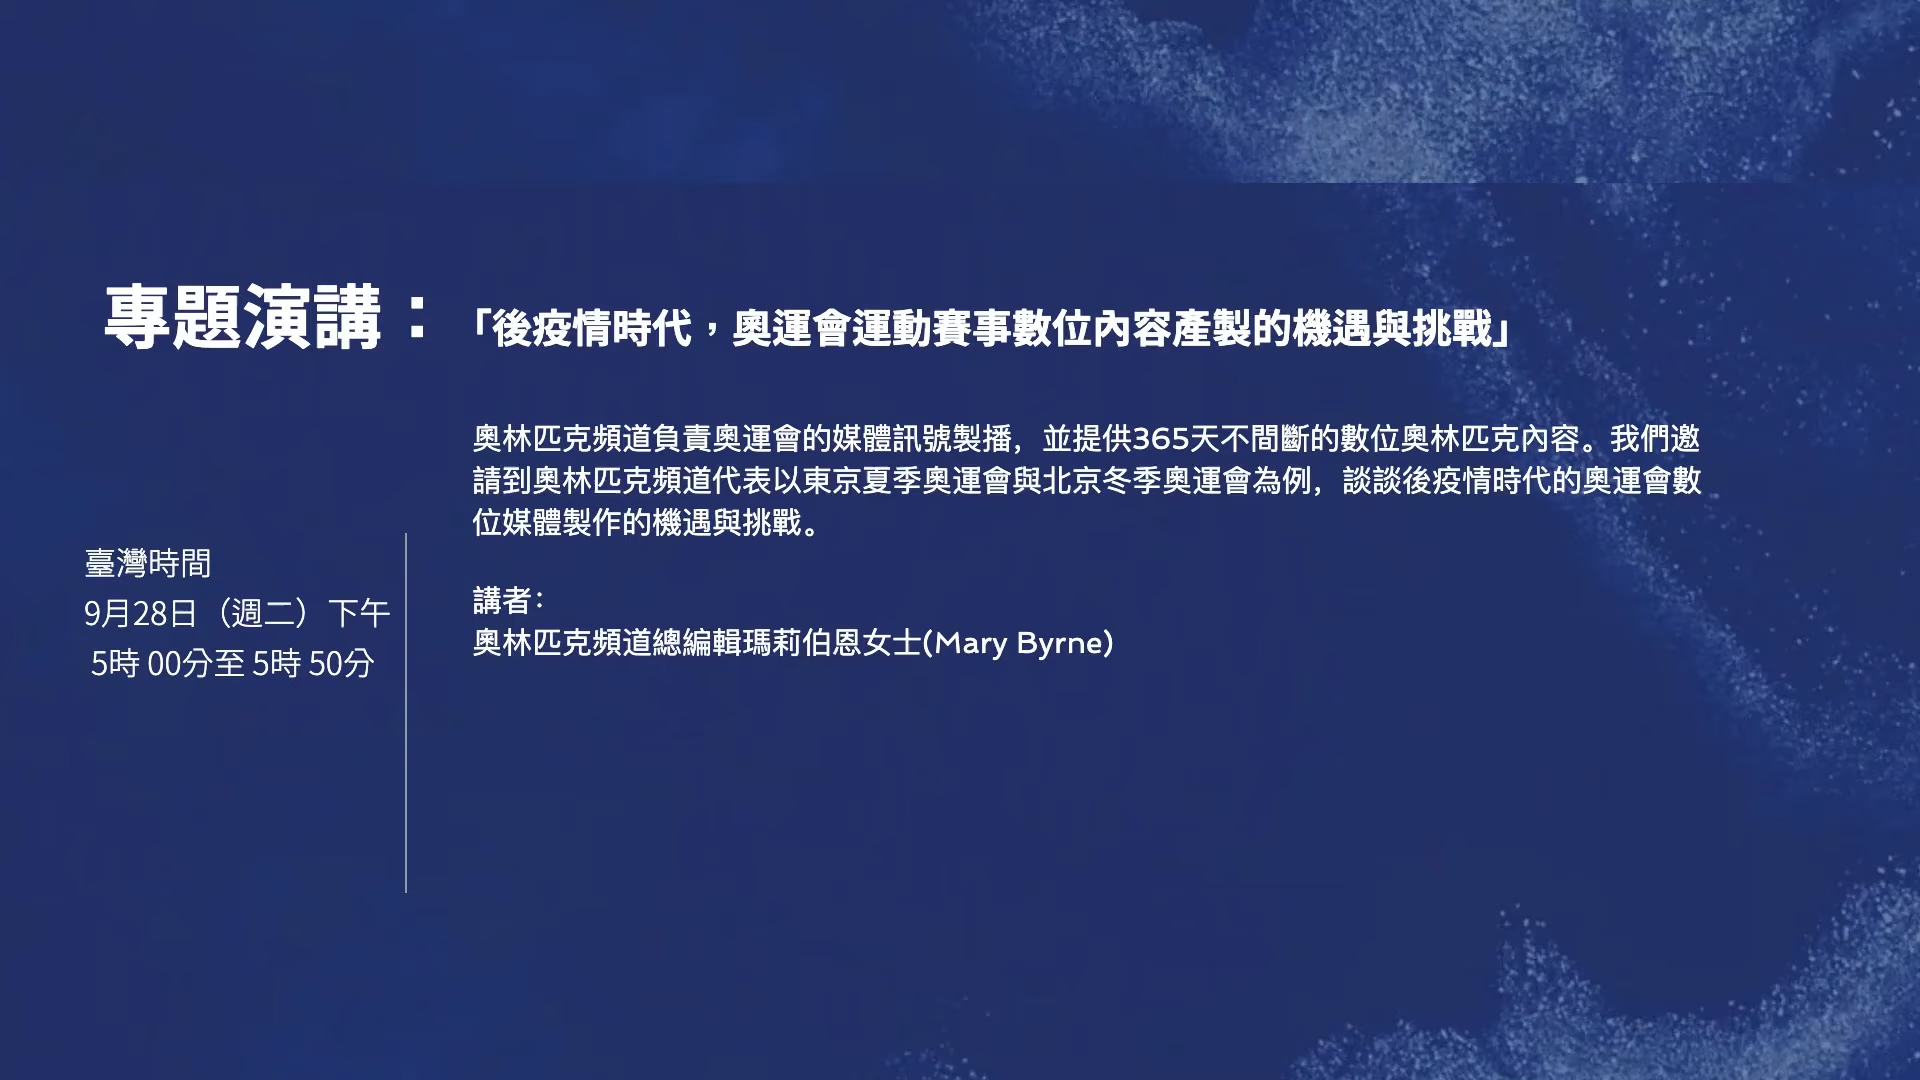 專題演講：「後疫情時代，奧運會運動賽事數位內容產製的機遇與挑戰」
奧林匹克頻道負責奧運會的媒體訊號製播，並提供365天不間斷的數位奧林匹克內容。我們邀
請到奧林匹克頻道代表以東京夏季奧運會與北京冬季奧運會為例，談談後疫情時代的奧運會數
位媒體製作的機遇與挑戰。
臺灣時間
9月28日（週二）下午
5時 00分至 5時 50分
講者：
奧林匹克頻道總編輯瑪莉伯恩女士(Mary Byrne)